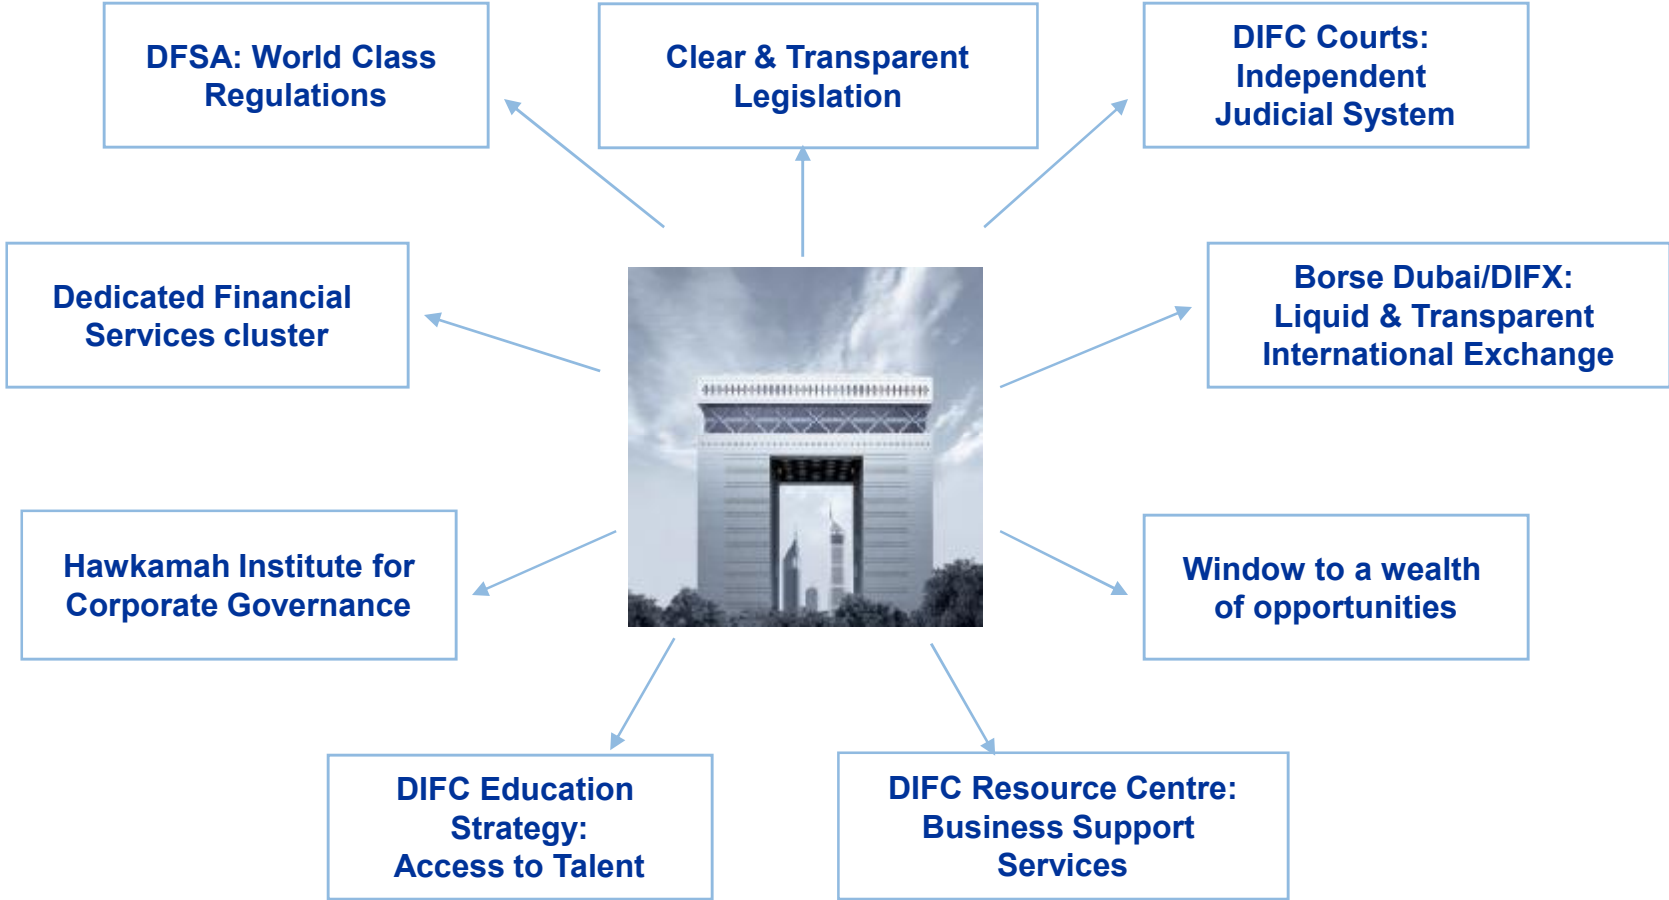 DFSA: World Class
Regulations
Clear & Transparent
Legislation
DIFC Courts:
Independent
Judicial System
Dedicated Financial
Services cluster
Borse Dubai/DIFX:
Liquid & Transparent
International Exchange
Hawkamah Institute for
Corporate Governance
Window to a wealth
of opportunities
DIFC Education
Strategy:
Access to Talent
DIFC Resource Centre:
Business Support
Services